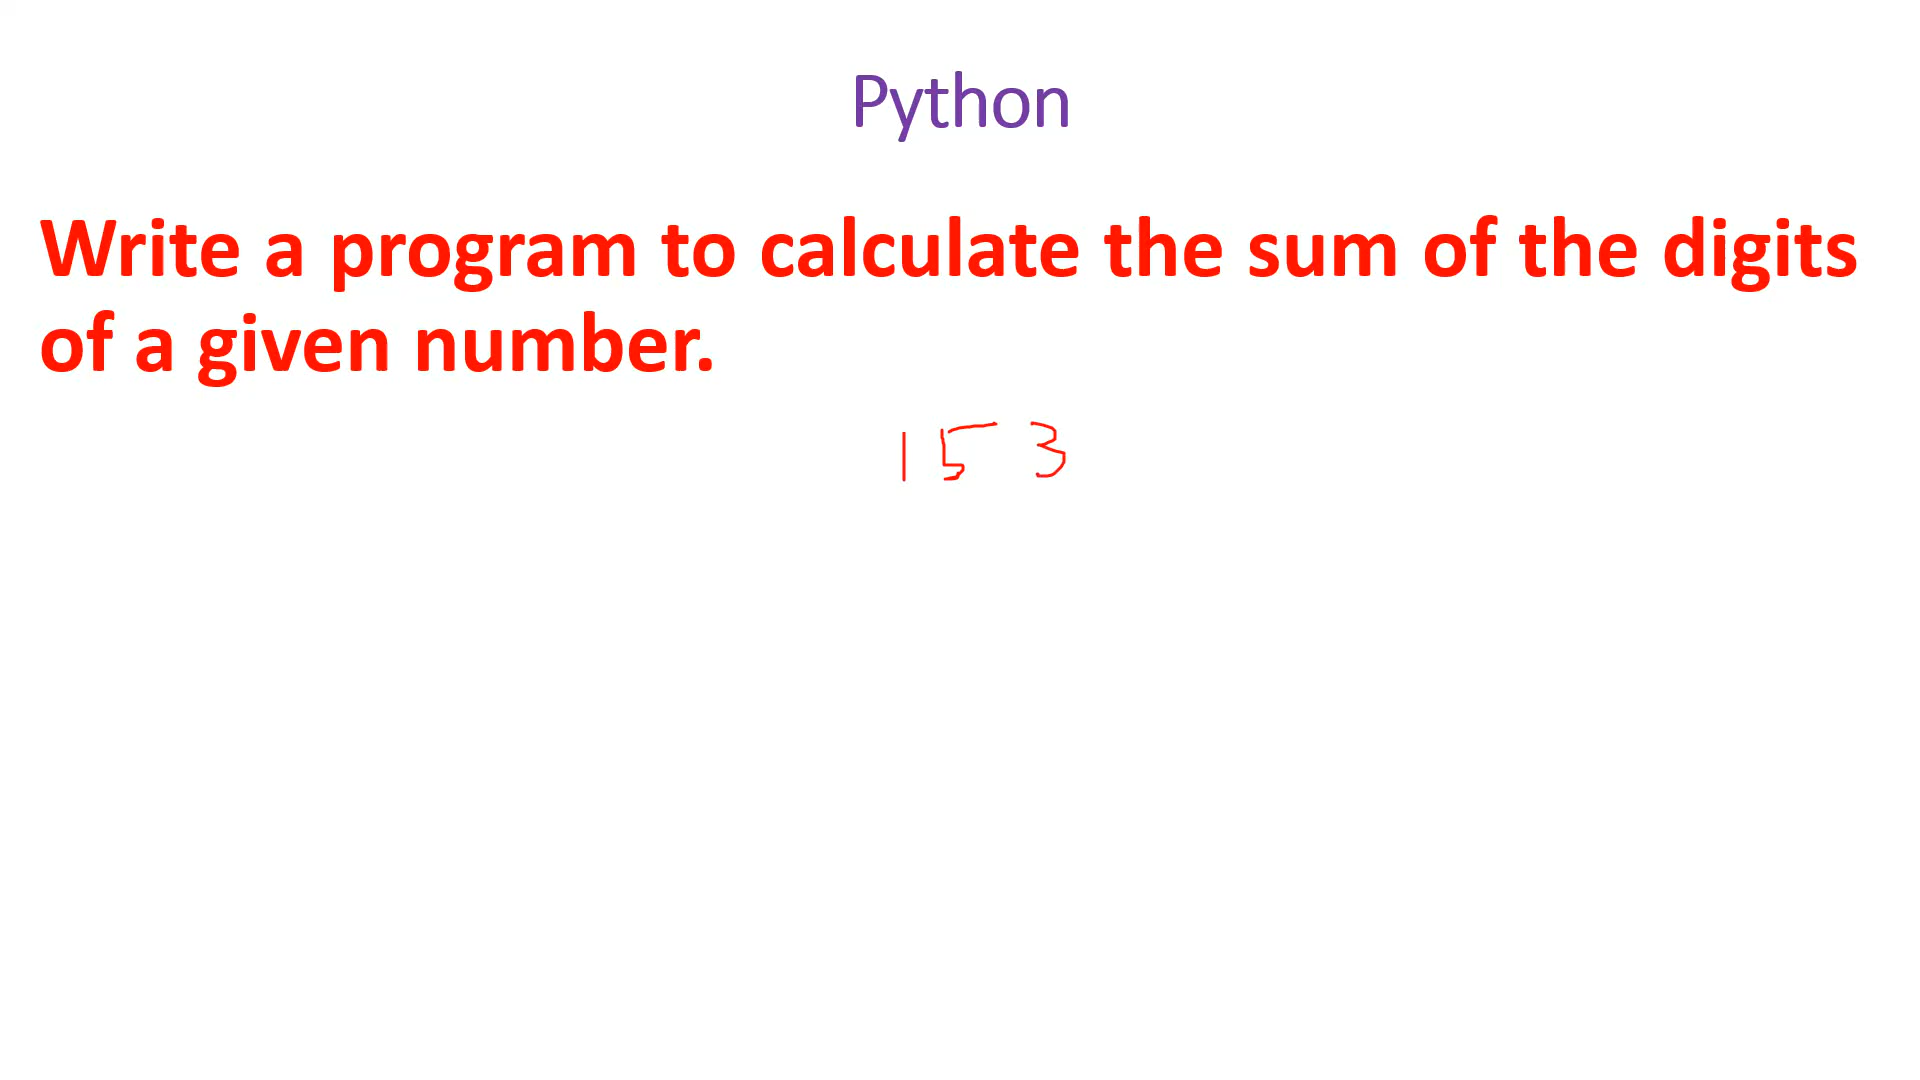 Python
Write a program to calculate the sum of the digits
of a given number.
153